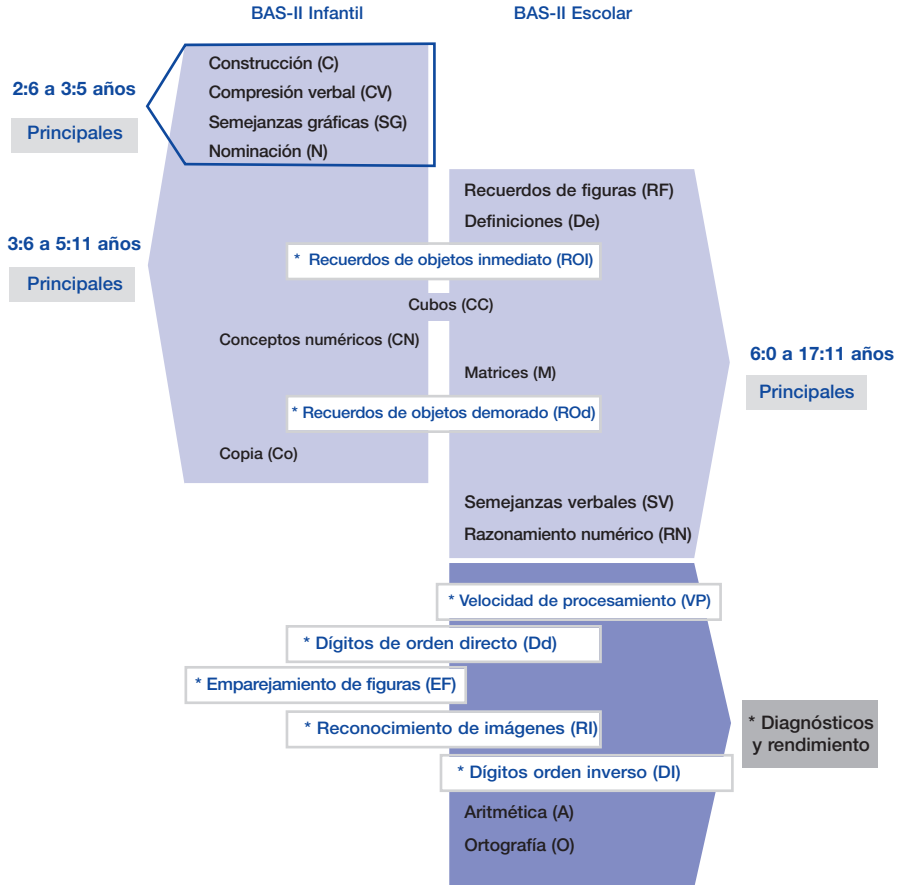 BAS-II Infantil
BAS-II Escolar
Construcción (C)
2:6 a 3:5 años
Compresión verbal (CV)
Semejanzas gráficas (SG)
Principales
Nominación (N)
Recuerdos de figuras (RF)
Definiciones (De)
3:6 a 5:11 años
* Recuerdos de objetos inmediato (ROI)
Principales
Cubos (CC)
Conceptos numéricos (CN)
6:0 a 17:11 años
Matrices (M)
Principales
* Recuerdos de objetos demorado (ROd)
Copia (Co)
Semejanzas verbales (SV)
Razonamiento numérico (RN)
* Velocidad de procesamiento (VP)
* Dígitos de orden directo (Dd)
* Emparejamiento de figuras (EF)
* Reconocimiento de imágenes (RI)
* Diagnósticos
y rendimiento
* Dígitos orden inverso (DI)
Aritmética (A)
Ortografía (O)